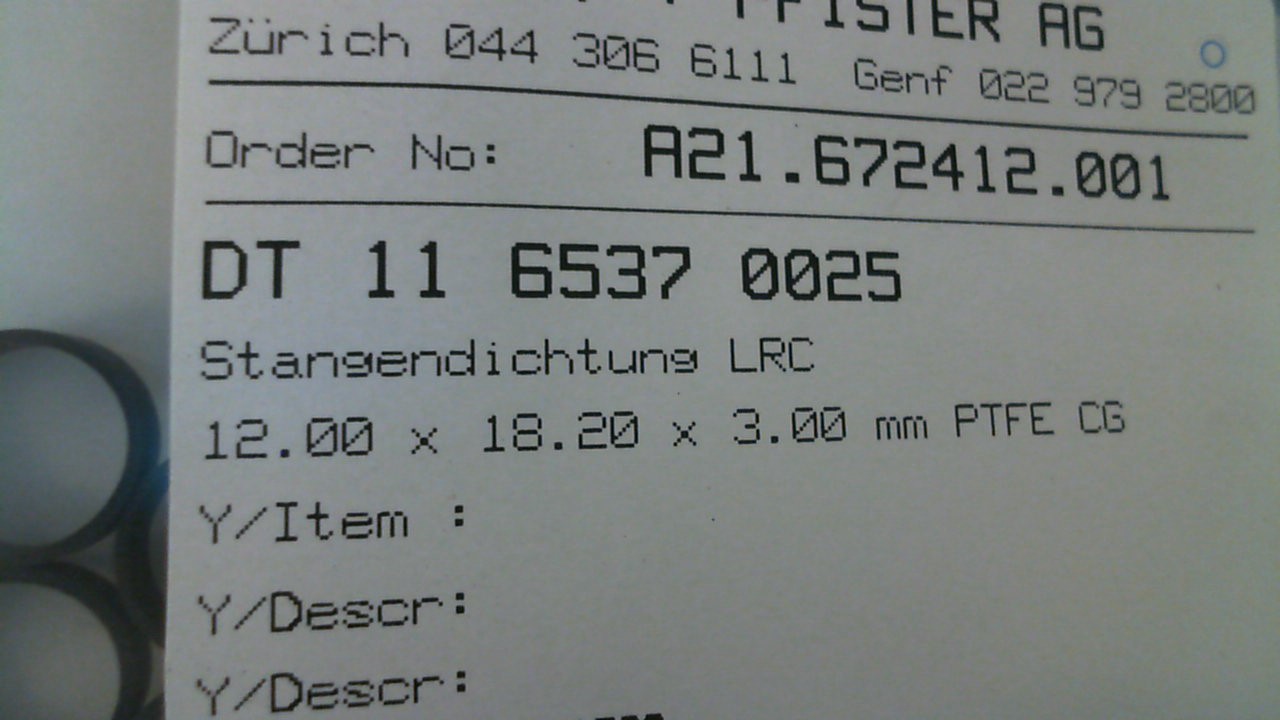 PFISTER AG
Zürich 044 306 6111 Genf 022 979 2800
Order No: A21.672412.001
DT 11 6537 0025
Stangendichtung LRC
12.00 x 18.20 x 3.00 mm PTFE CG
Y/Item :
Y/Descr:
Y/Descr: